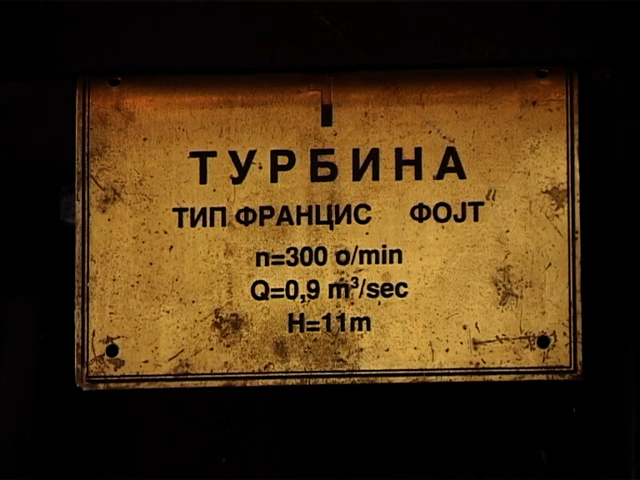 ТУРБИНА
ТИП ФРАНЦИС ФОЈТ"
n=300 o/min
Q=0,9 m³/sec
H=11m